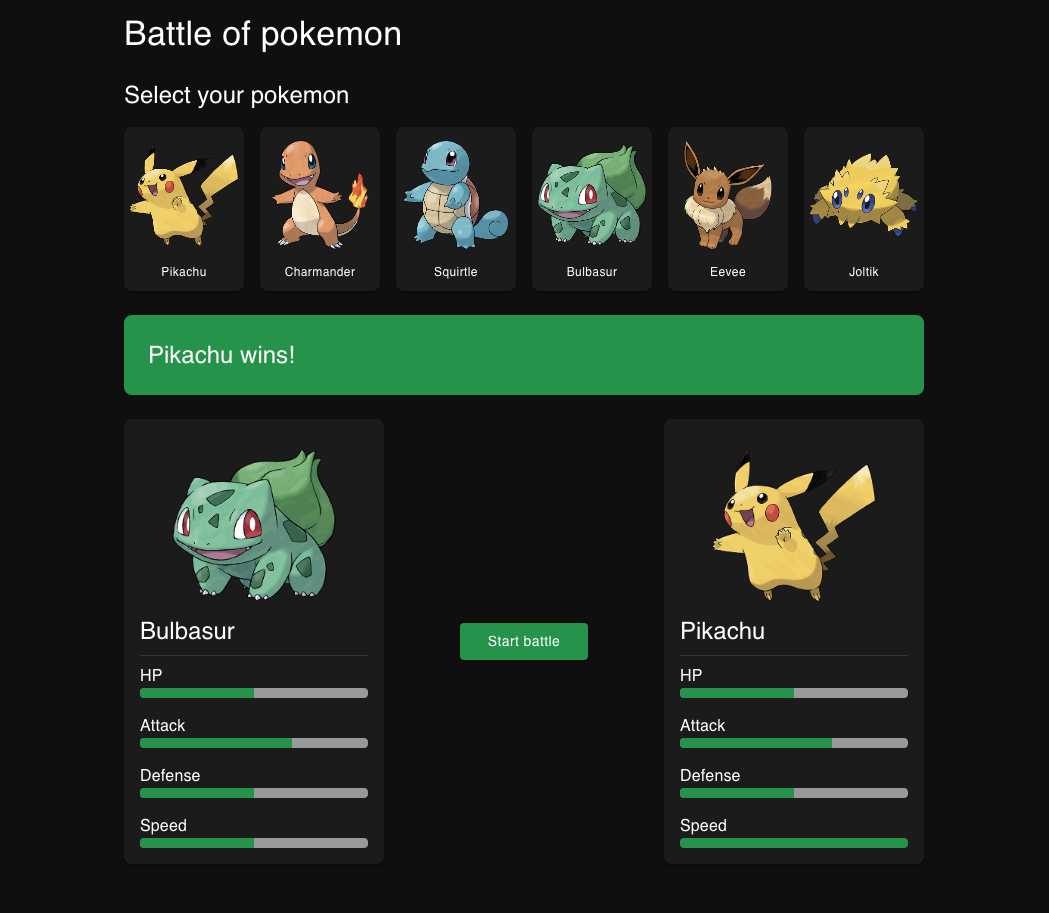 Battle of pokemon
Select your pokemon
Pikachu
Charmander
Squirtle
Bulbasur
Eevee
Joltik
Pikachu wins!
Bulbasur
HP
Attack
Defense
Speed
Start battle
Pikachu
HP
Attack
Defense
Speed